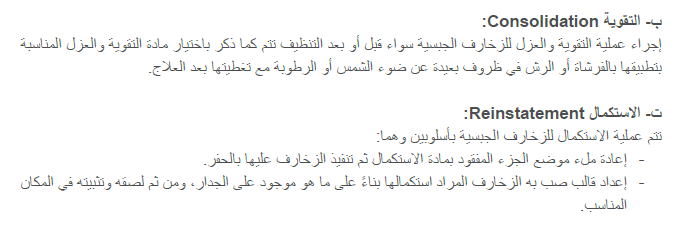 ب- التقوية Consolidation:
إجراء عملية التقوية والعزل للزخارف الجبسية سواء قبل أو بعد التنظيف تتم كما ذكر باختيار مادة التقوية والعزل المناسبة
بتطبيقها بالفرشاة أو الرش في ظروف بعيدة عن ضوء الشمس أو الرطوبة مع تغطيتها بعد العلاج.
ت- الاستكمال Reinstatement:
تتم عملية الاستكمال للزخارف الجبسية بأسلوبين وهما:
- إعادة ملء موضع الجزء المفقود بمادة الاستكمال ثم تنفيذ الزخارف عليها بالحفر.
- إعداد قالب صب به الزخارف المراد استكمالها بناءً على ما هو موجود على الجدار، ومن ثم لصقه وتثبيته في المكان
المناسب.